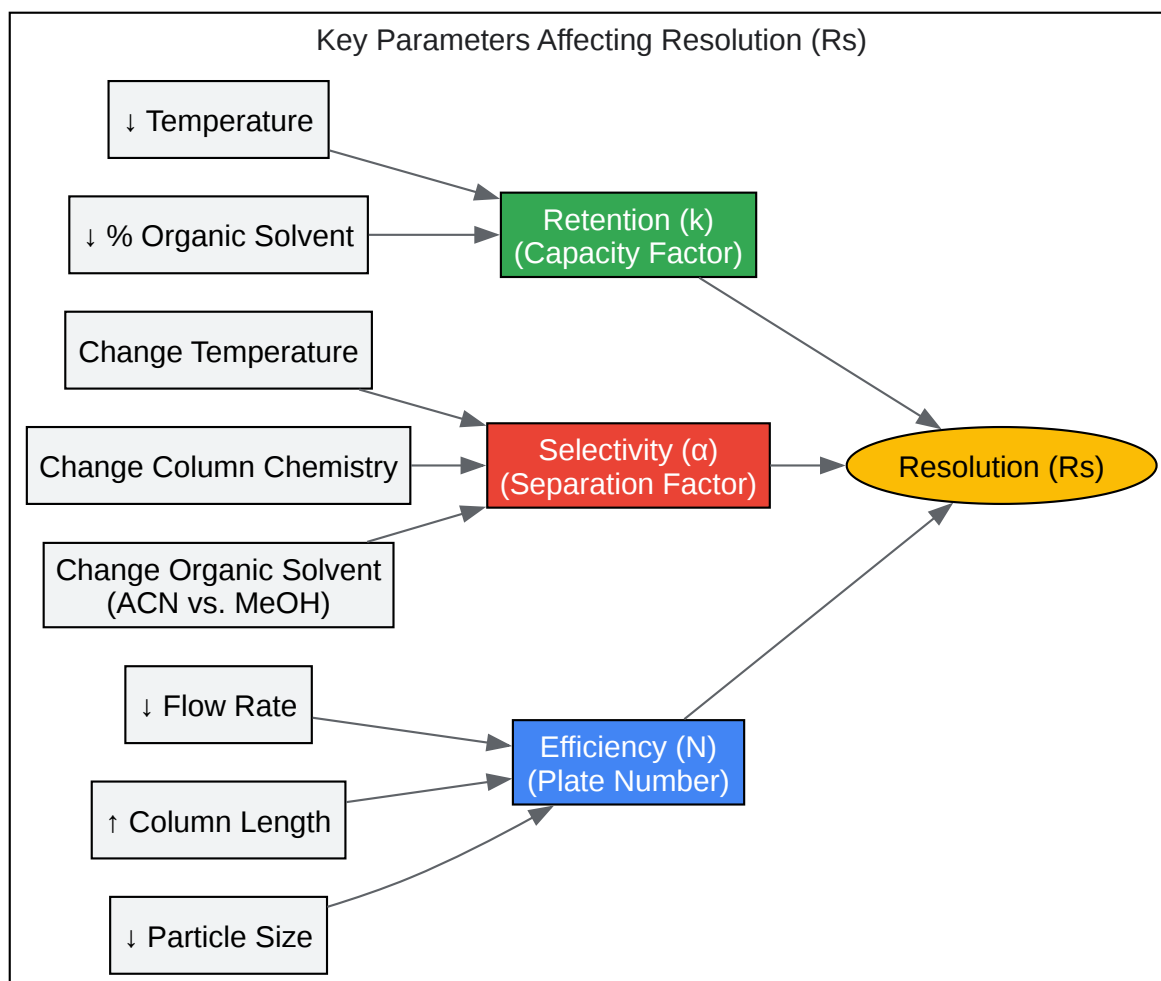 Key Parameters Affecting Resolution (Rs)
↓ Temperature
↓ % Organic Solvent
Retention (k)
(Capacity Factor)
Change Temperature
Change Column Chemistry
Change Organic Solvent
(ACN vs. MeOH)
Selectivity (α)
(Separation Factor)
Resolution (Rs)
↓ Flow Rate
↑ Column Length
↓ Particle Size
Efficiency (N)
(Plate Number)